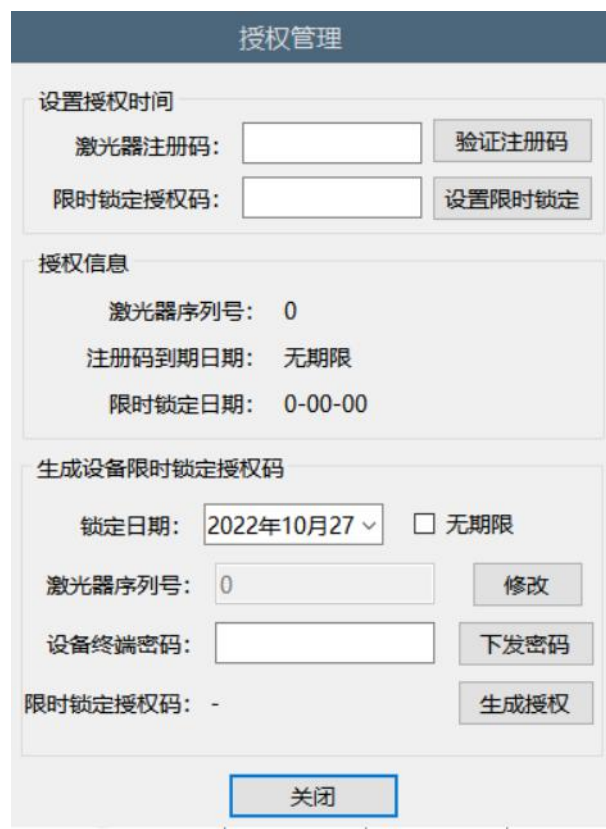 授权管理
设置授权时间
激光器注册码： 验证注册码
限时锁定授权码： 设置限时锁定
授权信息
激光器序列号： 0
注册码到期日期： 无期限
限时锁定日期： 0-00-00
生成设备限时锁定授权码
锁定日期： 2022年10月27 无期限
激光器序列号： 0 修改
设备终端密码： 下发密码
限时锁定授权码： - 生成授权
关闭